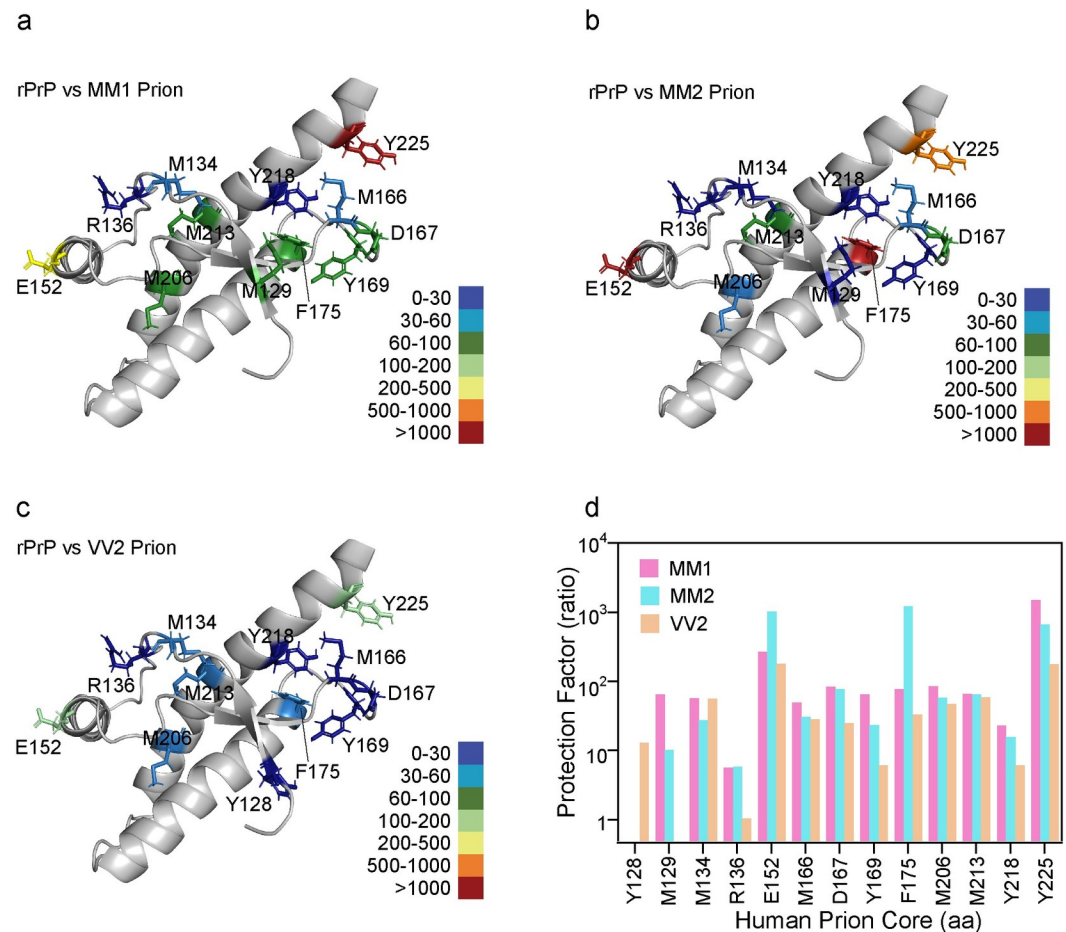 a
rPrP vs MM1 Prion
Y225
M134
Y218
M166
R136
M213
D167
E152
M206
M129
Y169
F175
0-30
30-60
60-100
100-200
200-500
500-1000
>1000
b
rPrP vs MM2 Prion
Y225
M134
Y218
M166
R136
M213
D167
E152
M206
M129
Y169
F175
0-30
30-60
60-100
100-200
200-500
500-1000
>1000
c
rPrP vs VV2 Prion
Y225
M134
Y218
M166
R136
M213
D167
E152
M206
Y169
F175
Y128
0-30
30-60
60-100
100-200
200-500
500-1000
>1000
d
Protection Factor (ratio)
10⁴
10³
10²
10
1
MM1
MM2
VV2
Y128
M129
M134
R136
E152
M166
D167
Y169
F175
M206
M213
Y218
Y225
Human Prion Core (aa)